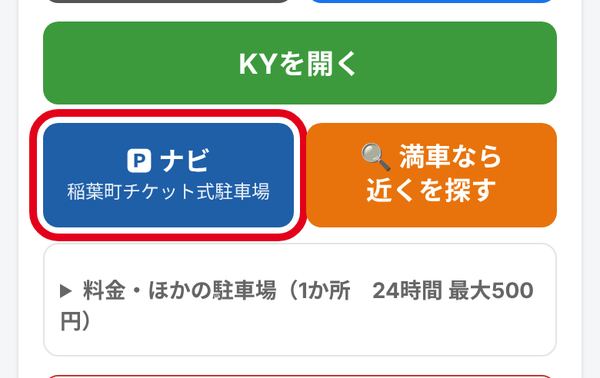 KYを開く
🅿 ナビ
稲葉町チケット式駐車場
🔍 満車なら
近くを探す
▶ 料金・ほかの駐車場（1か所　24時間 最大500
円）